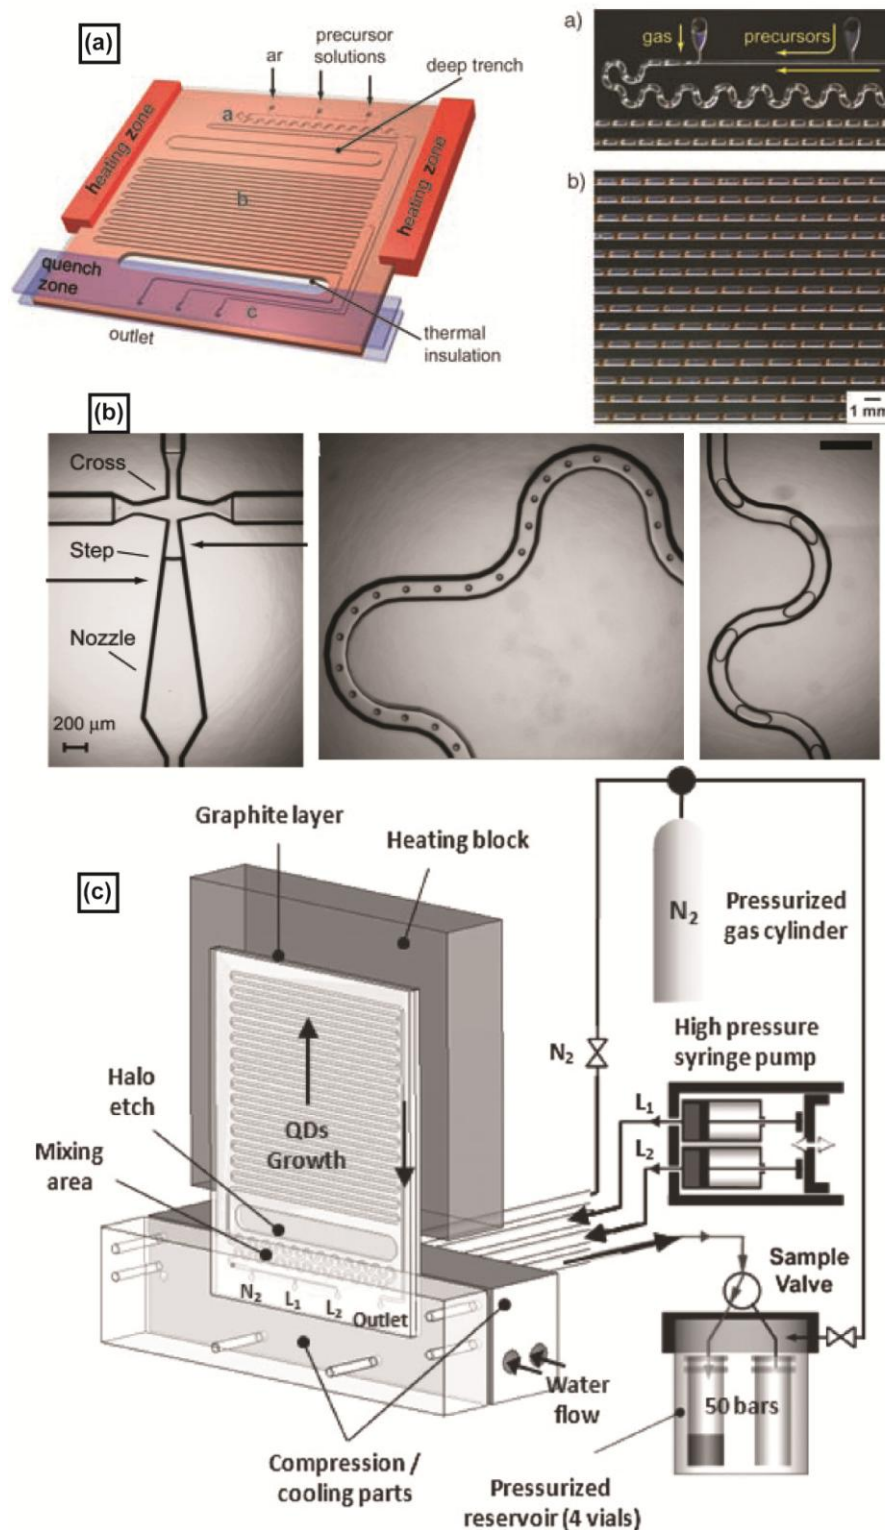 (a)
ar
precursor
solutions
deep trench
a
heating zone
heating zone
b
quench
zone
c
outlet
thermal
insulation
a)
gas
precursors
b)
1 mm
(b)
Cross
Step
Nozzle
200 μm
(c)
Graphite layer
Heating block
N2
Pressurized
gas cylinder
High pressure
syringe pump
N2
L1
L2
Halo
etch
QDs
Growth
Mixing
area
N2
L1
L2
Outlet
Sample
Valve
Water
flow
50 bars
Compression /
cooling parts
Pressurized
reservoir (4 vials)